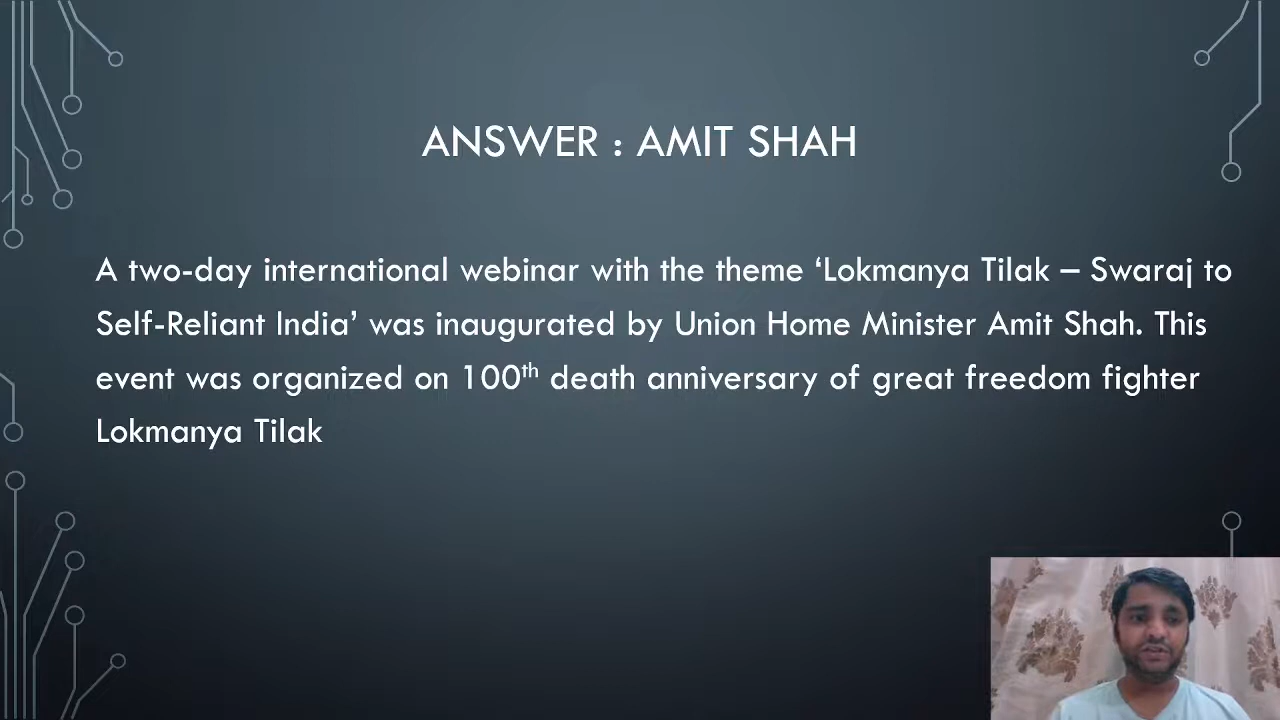 ANSWER : AMIT SHAH
A two-day international webinar with the theme ‘Lokmanya Tilak – Swaraj to
Self-Reliant India’ was inaugurated by Union Home Minister Amit Shah. This
event was organized on 100th death anniversary of great freedom fighter
Lokmanya Tilak